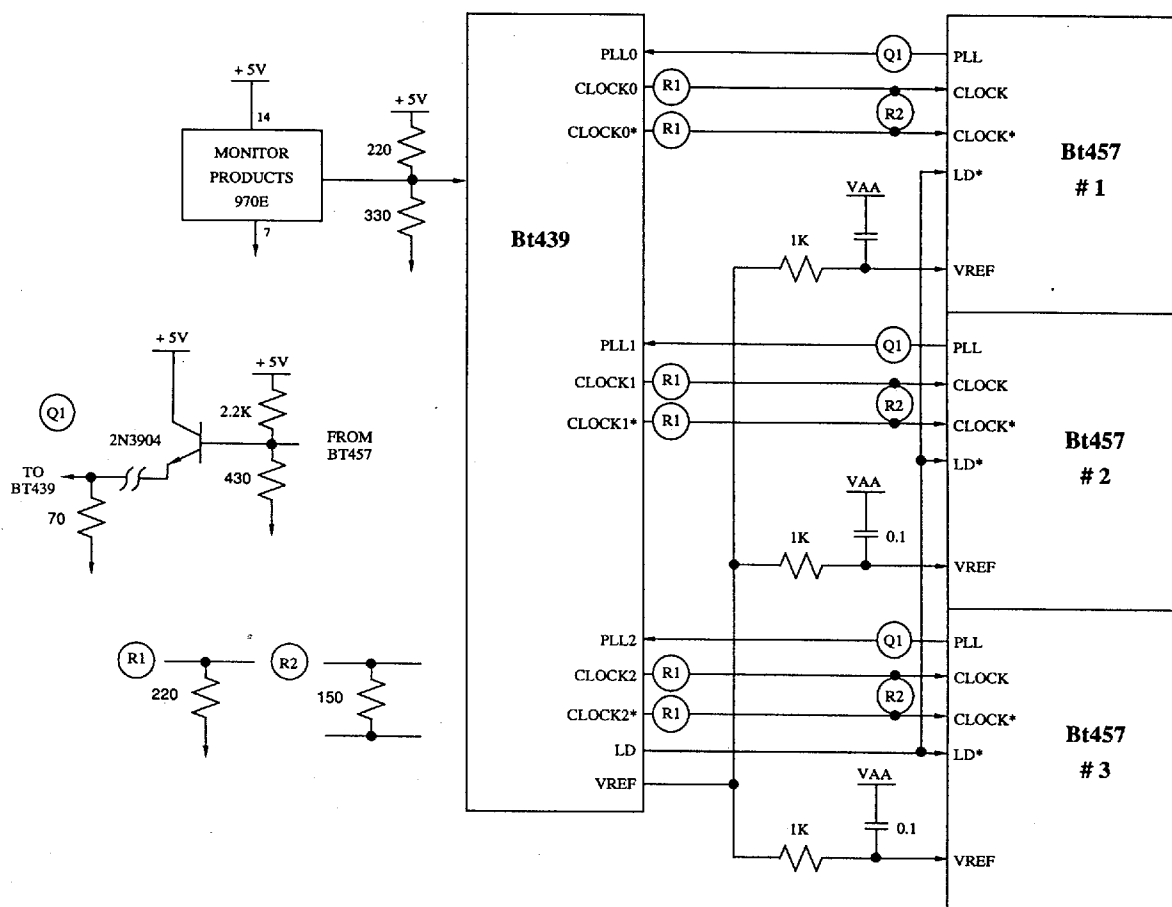 + 5V
14
MONITOR
PRODUCTS
970E
7
+ 5V
220
330
Bt439
PLL0
CLOCK0
CLOCK0*
R1
R1
Q1
R2
PLL
CLOCK
CLOCK*
LD*
VREF
Bt457
# 1
VAA
1K
+ 5V
+ 5V
Q1
2.2K
2N3904
FROM
BT457
TO
BT439
430
70
PLL1
CLOCK1
CLOCK1*
R1
R1
Q1
R2
PLL
CLOCK
CLOCK*
LD*
VREF
Bt457
# 2
VAA
0.1
1K
R1
220
R2
150
PLL2
CLOCK2
CLOCK2*
LD
VREF
R1
R1
Q1
R2
PLL
CLOCK
CLOCK*
LD*
VREF
Bt457
# 3
VAA
0.1
1K